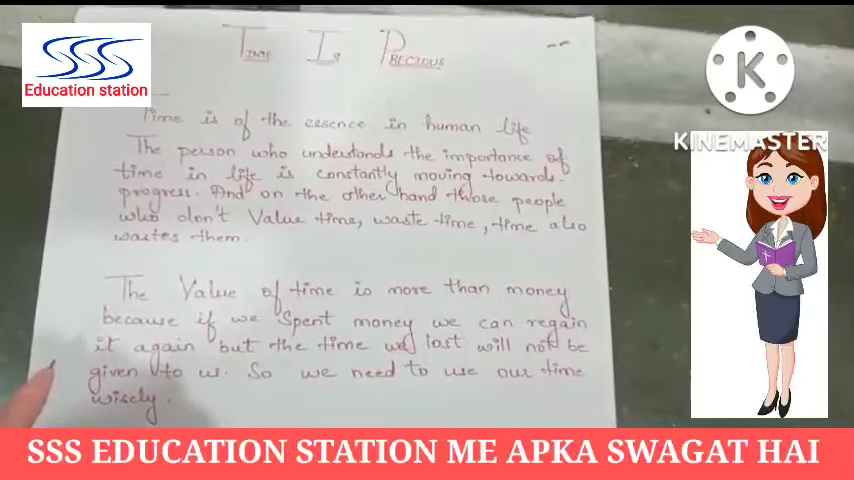 SSS
Education station
TIME IS PRECIOUS
K
KINEMASTER
Time is of the essence in human life
The person who understands the importance of
time in life is constantly moving towards
progress. And on the other hand those people
who don't Value time, waste time, time also
wastes them.
The Value of time is more than money
because if we spent money we can regain
it again but the time we lost will not be
given to us. So we need to use our time
wisely.
SSS EDUCATION STATION ME APKA SWAGAT HAI